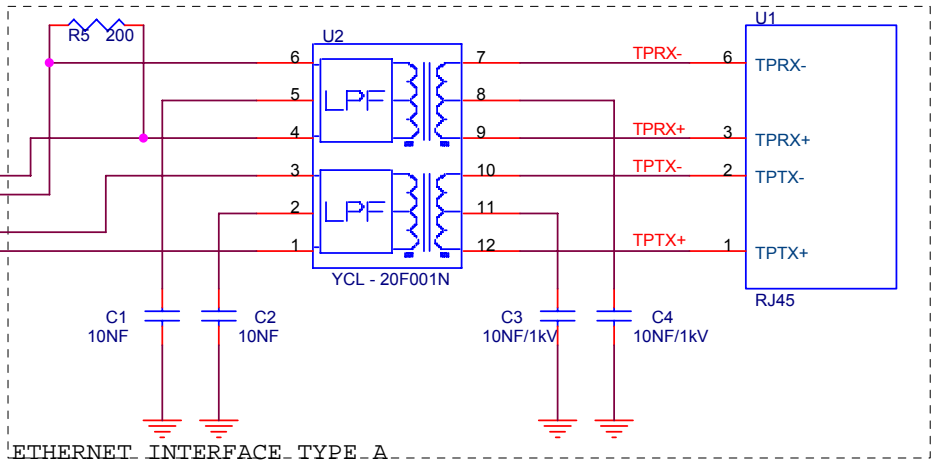 R5 200
U2
U1
6
7
TPRX-
6
TPRX-
5
LPF
8
4
9
TPRX+
3
TPRX+
3
10
TPTX-
2
TPTX-
2
LPF
11
1
12
TPTX+
1
TPTX+
YCL - 20F001N
RJ45
C1
10NF
C2
10NF
C3
10NF/1kV
C4
10NF/1kV
ETHERNET INTERFACE TYPE A